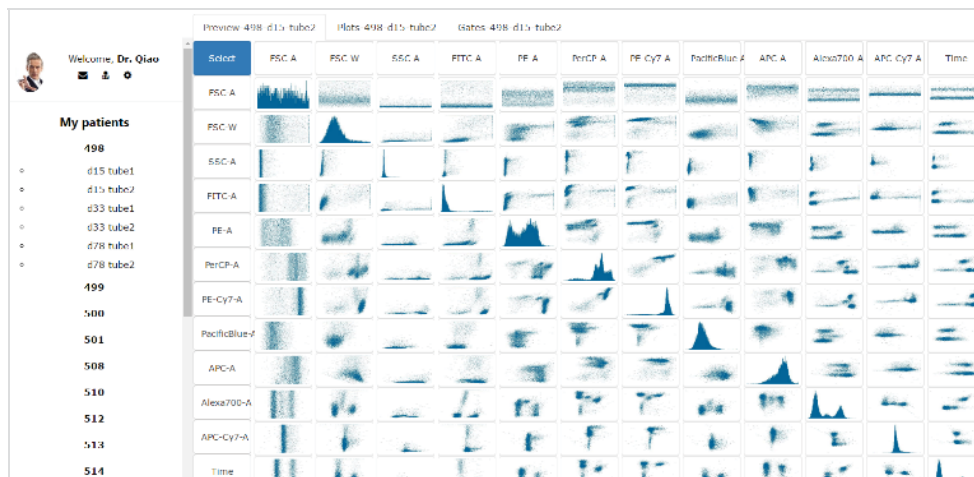 Preview-498-d15-tube2 Plots-498-d15-tube2 Gates-498-d15-tube2
Welcome, Dr. Qiao
My patients
498
d15-tube1
d15-tube2
d33-tube1
d33-tube2
d78-tube1
d78-tube2
499
500
501
508
510
512
513
514
Select FSC-A FSC-W SSC-A FITC-A PE-A PerCP-A PE-Cy7-A PacificBlue-A APC-A Alexa700-A APC-Cy7-A Time
FSC-A
FSC-W
SSC-A
FITC-A
PE-A
PerCP-A
PE-Cy7-A
PacificBlue-A
APC-A
Alexa700-A
APC-Cy7-A
Time